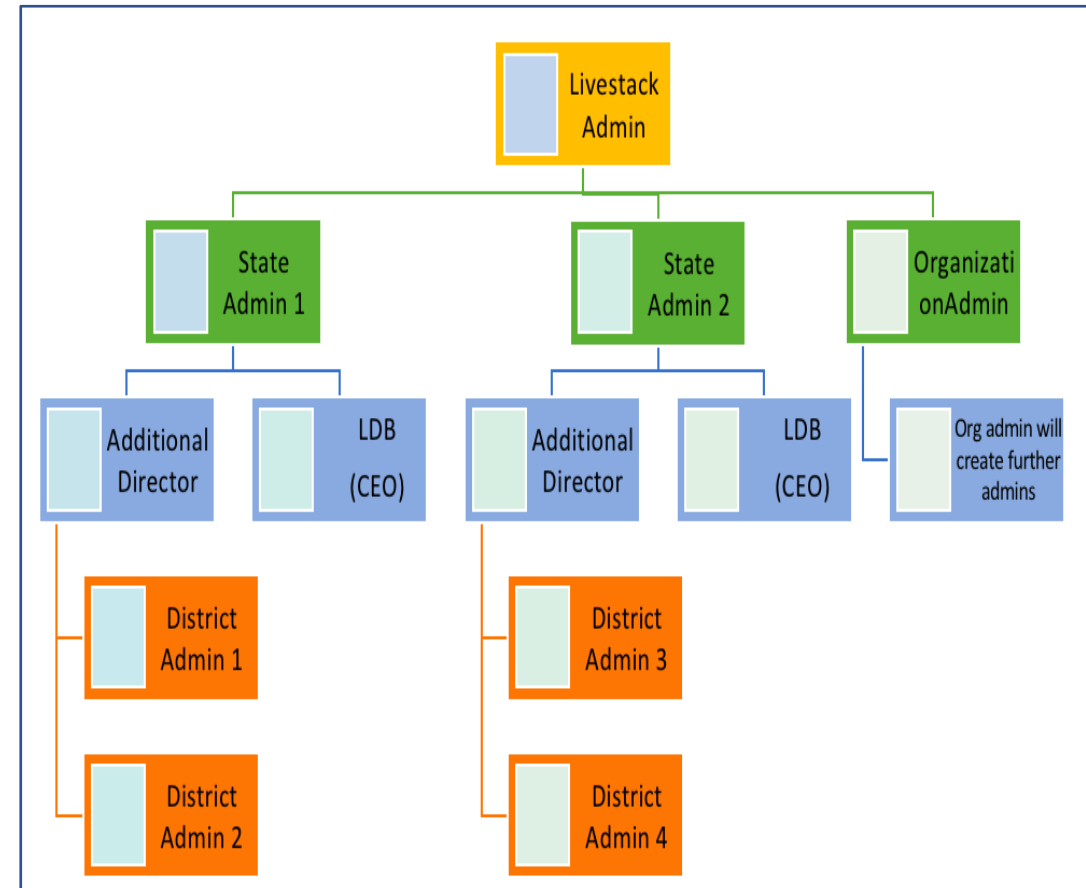 Livestack
Admin
State
Admin 1
State
Admin 2
Organizati
onAdmin
Additional
Director
LDB
(CEO)
Additional
Director
LDB
(CEO)
Org admin will
create further
admins
District
Admin 1
District
Admin 3
District
Admin 2
District
Admin 4